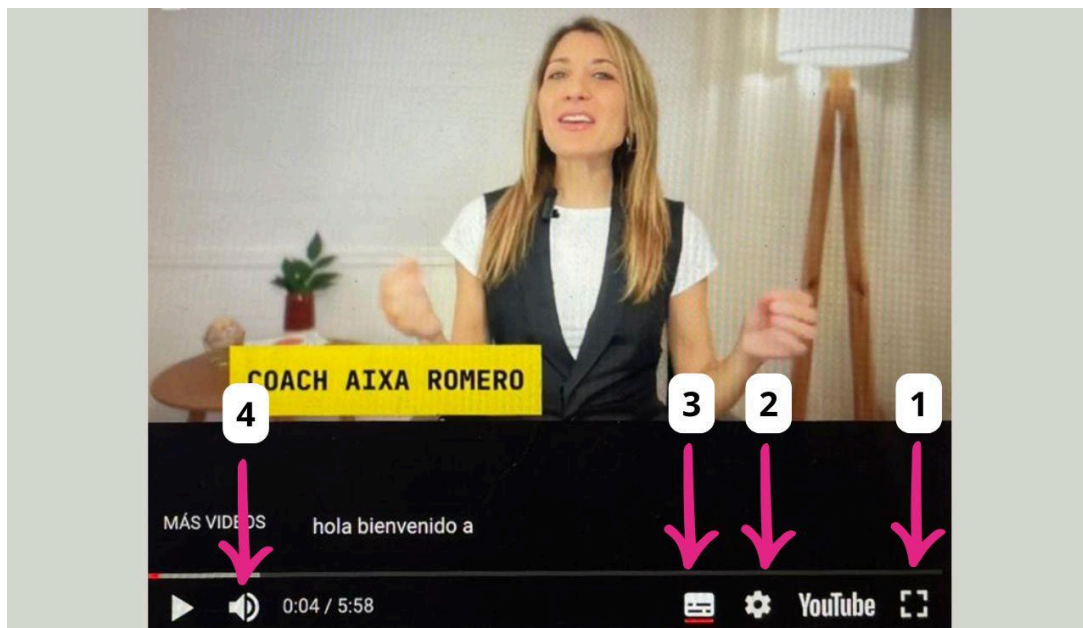 COACH AIXA ROMERO
4
3
2
1
MÁS VIDEOS
hola bienvenido a
0:04 / 5:58
YouTube